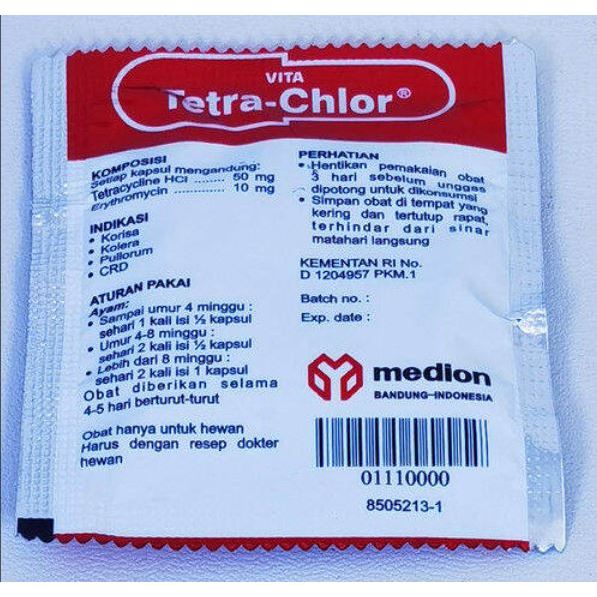 VITA
Tetra-Chlor®
KOMPOSISI
Setiap kapsul mengandung:
Tetracycline HCl ........ 50 mg
Erythromycin ........ 10 mg
INDIKASI
• Korisa
• Kolera
• Pullorum
• CRD
ATURAN PAKAI
Ayam:
• Sampai umur 4 minggu :
sehari 1 kali isi ½ kapsul
• Umur 4-8 minggu :
sehari 2 kali isi ½ kapsul
• Lebih dari 8 minggu :
sehari 2 kali isi 1 kapsul
Obat diberikan selama
4-5 hari berturut-turut
Obat hanya untuk hewan
Harus dengan resep dokter
hewan
PERHATIAN
• Hentikan pemakaian obat
3 hari sebelum unggas
dipotong untuk dikonsumsi
• Simpan obat di tempat yang
kering dan tertutup rapat,
terhindar dari sinar
matahari langsung
KEMENTAN RI No.
D 1204957 PKM.1
Batch no. :
Exp. date :
medion
BANDUNG-INDONESIA
01110000
8505213-1